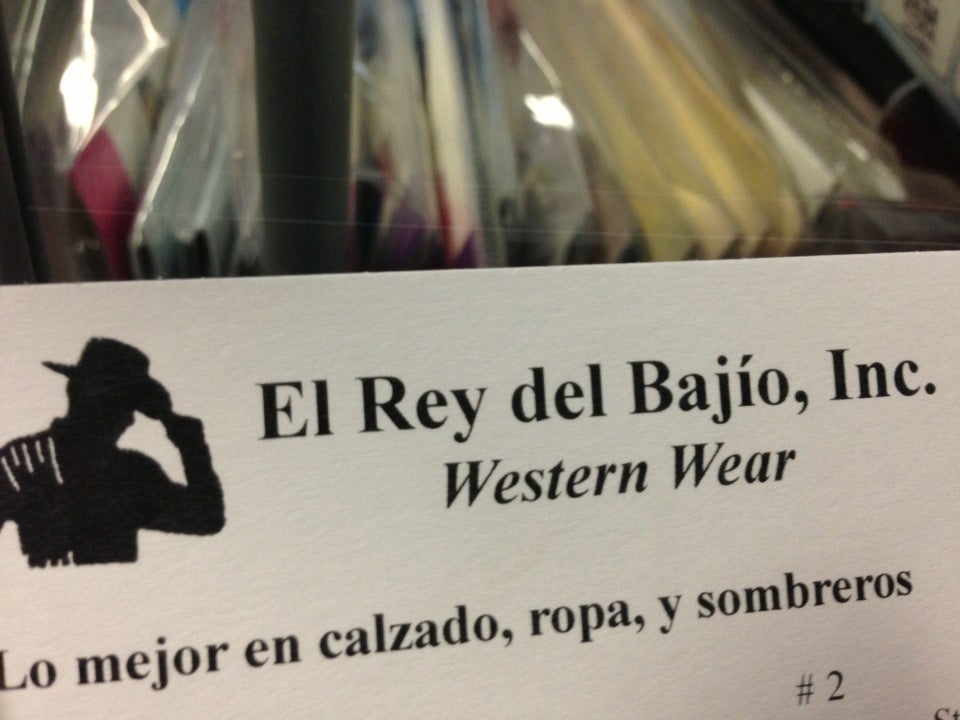 El Rey del Bajío, Inc.
Western Wear
Lo mejor en calzado, ropa, y sombreros
# 2